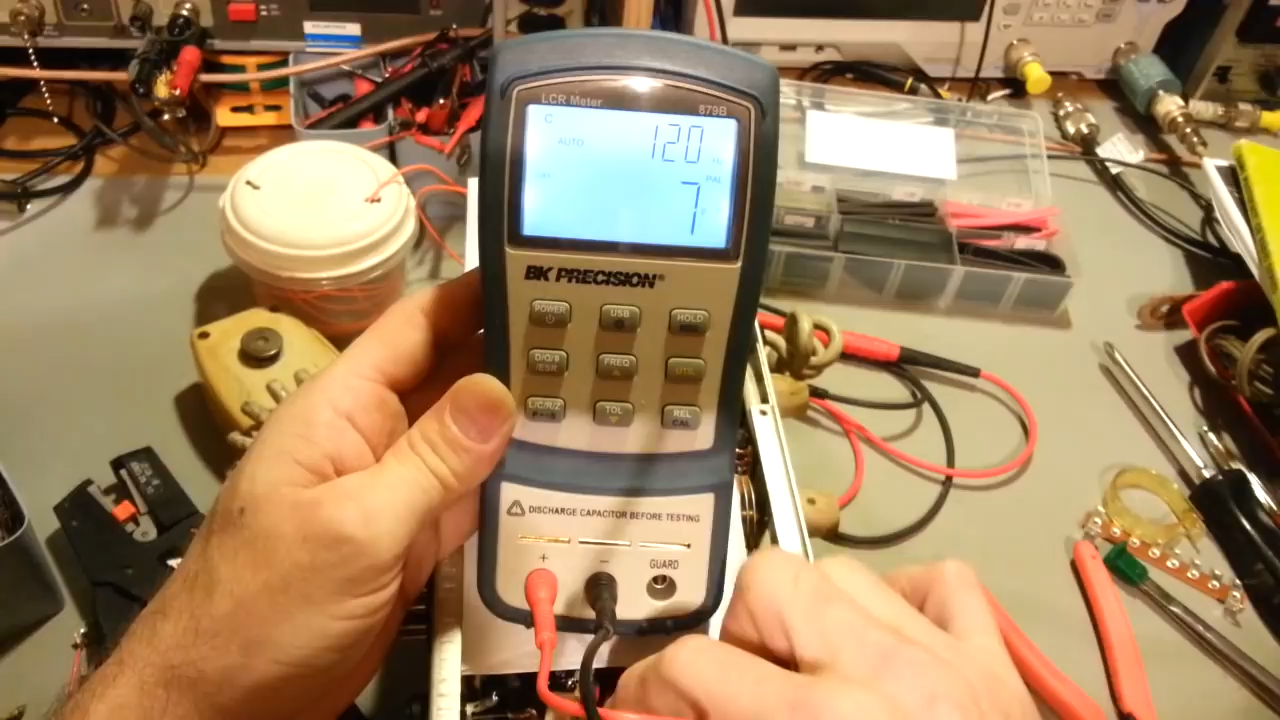 LCR Meter 879B
C
AUTO
120
PAL
7
BK PRECISION®
POWER USB HOLD
D/Q/θ /ESR FREQ UTIL
L/C/R/Z TOL REL CAL
DISCHARGE CAPACITOR BEFORE TESTING
+ − GUARD